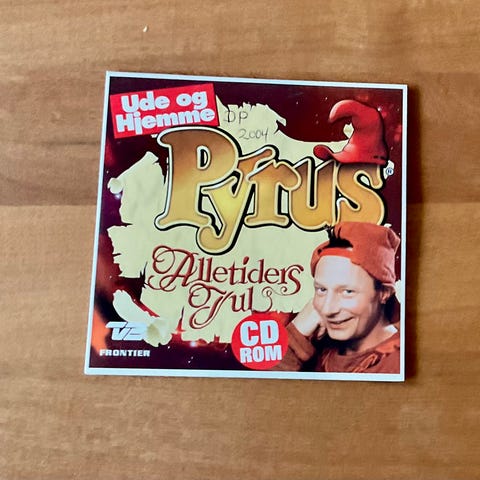 Ude og
Hjemme
DP
2004
Pyrus®
Alletiders
Jul
CD
ROM
TV2
FRONTIER